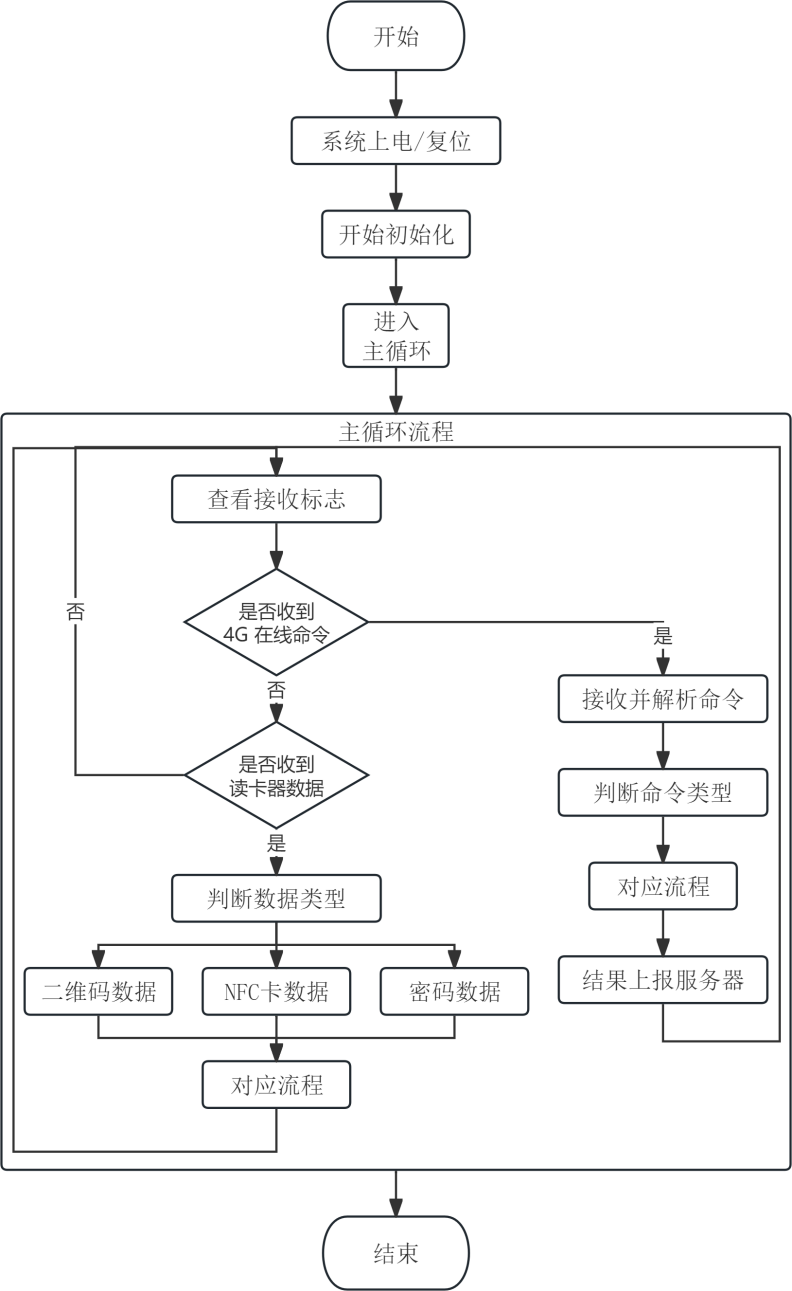 开始
系统上电/复位
开始初始化
进入
主循环
主循环流程
查看接收标志
是否收到
4G 在线命令
否
是
否
是否收到
读卡器数据
是
判断数据类型
二维码数据
NFC卡数据
密码数据
对应流程
接收并解析命令
判断命令类型
对应流程
结果上报服务器
结束